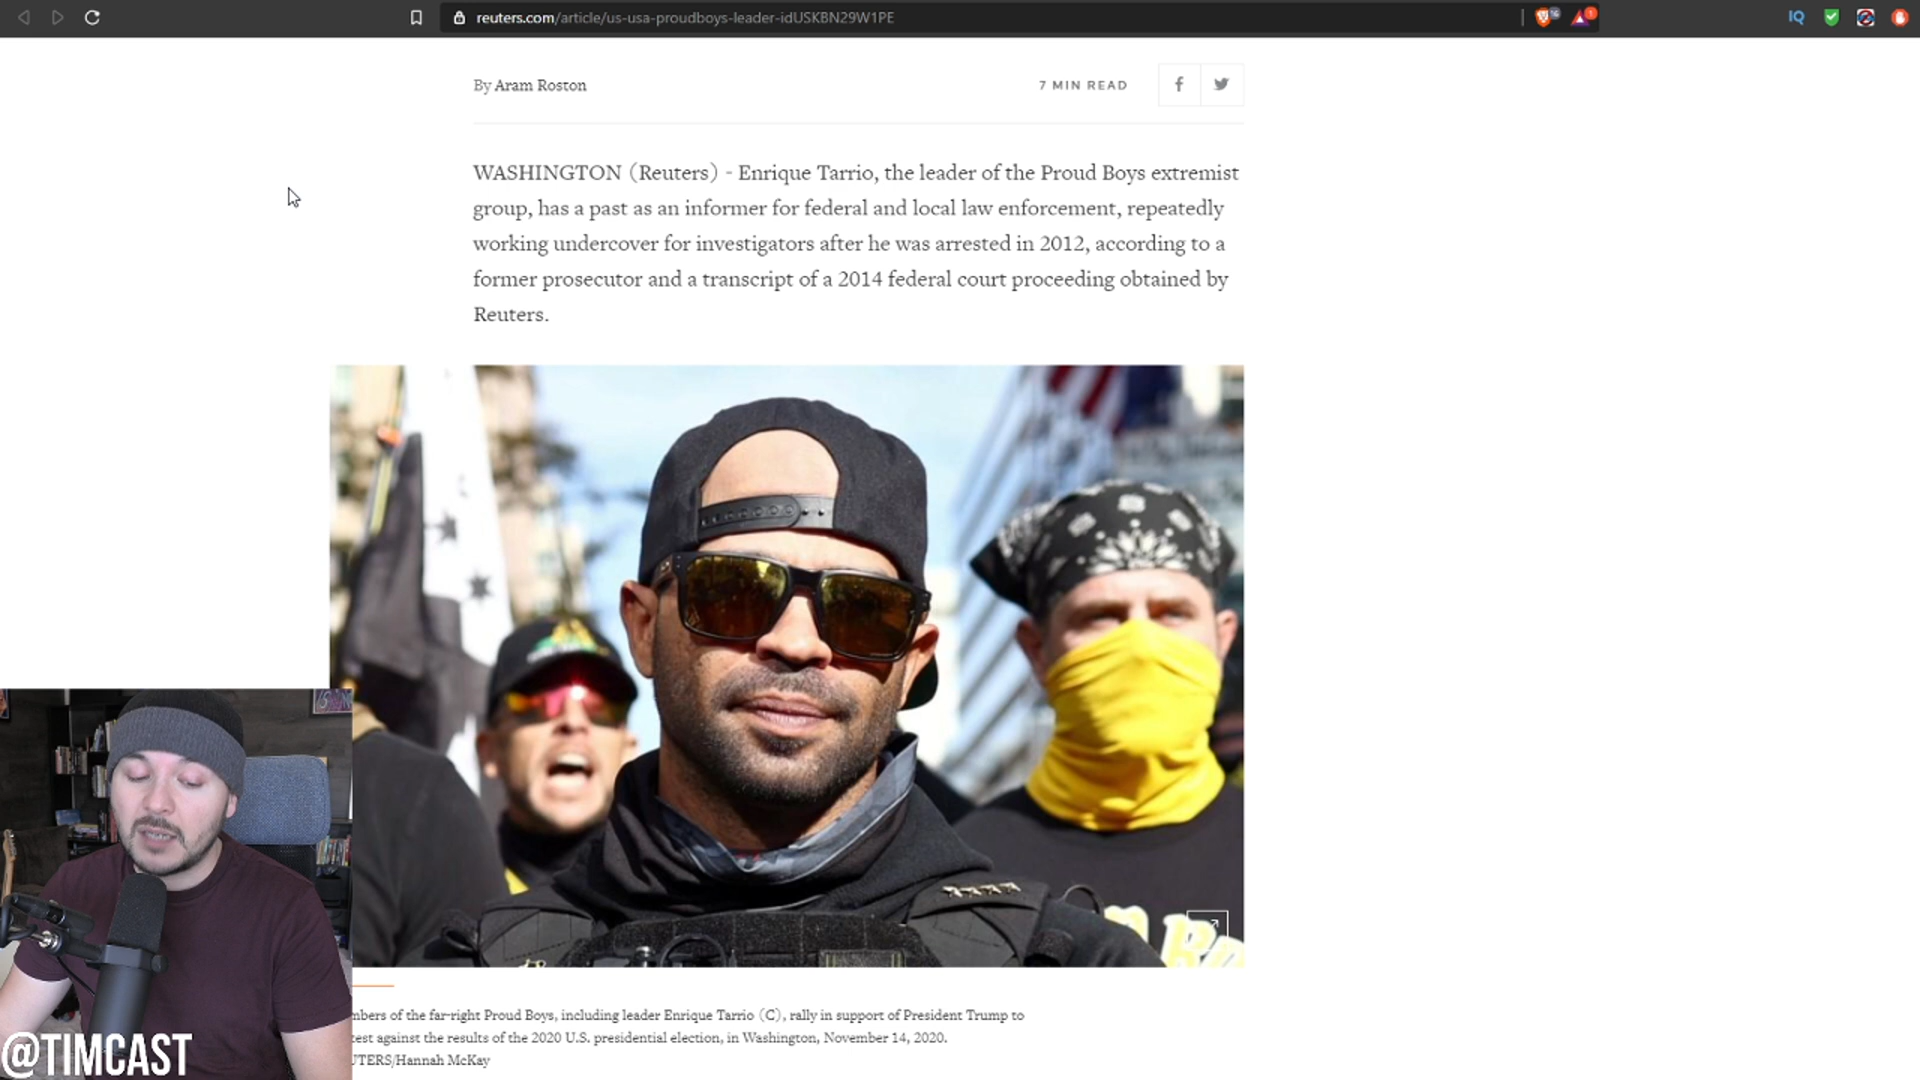 reuters.com/article/us-usa-proudboys-leader-idUSKBN29W1PE
IQ
By Aram Roston
7 MIN READ
WASHINGTON (Reuters) - Enrique Tarrio, the leader of the Proud Boys extremist
group, has a past as an informer for federal and local law enforcement, repeatedly
working undercover for investigators after he was arrested in 2012, according to a
former prosecutor and a transcript of a 2014 federal court proceeding obtained by
Reuters.
mbers of the far-right Proud Boys, including leader Enrique Tarrio (C), rally in support of President Trump to
test against the results of the 2020 U.S. presidential election, in Washington, November 14, 2020.
UTERS/Hannah McKay
@TIMCAST